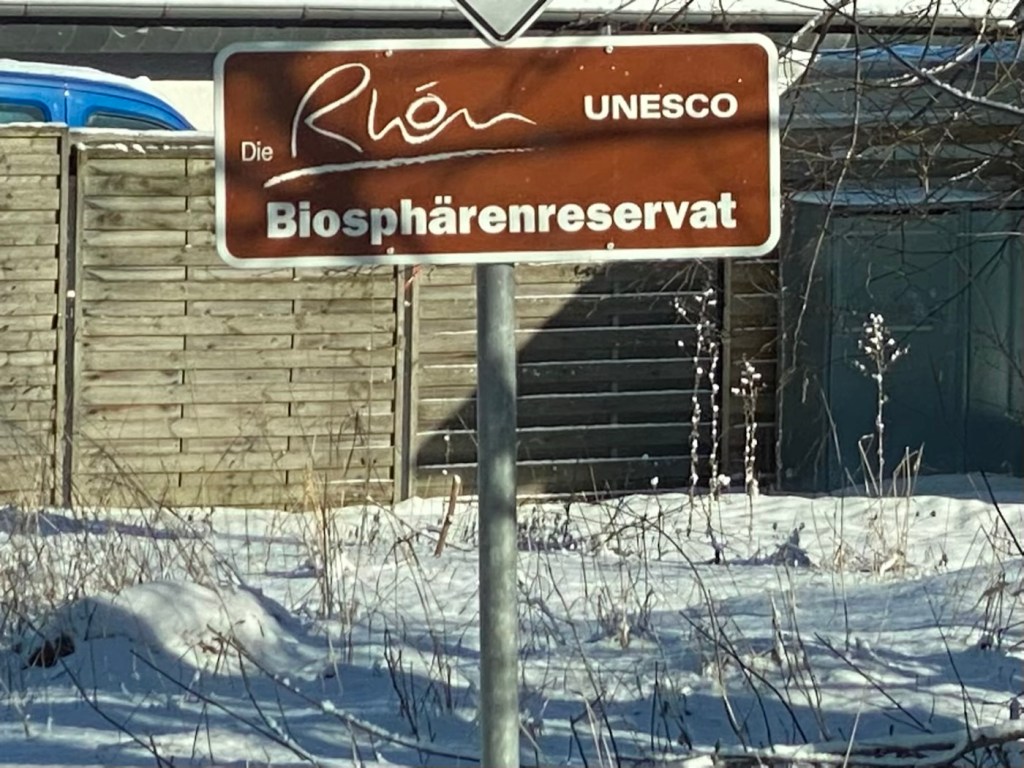 Die Rhön UNESCO
Biosphärenreservat